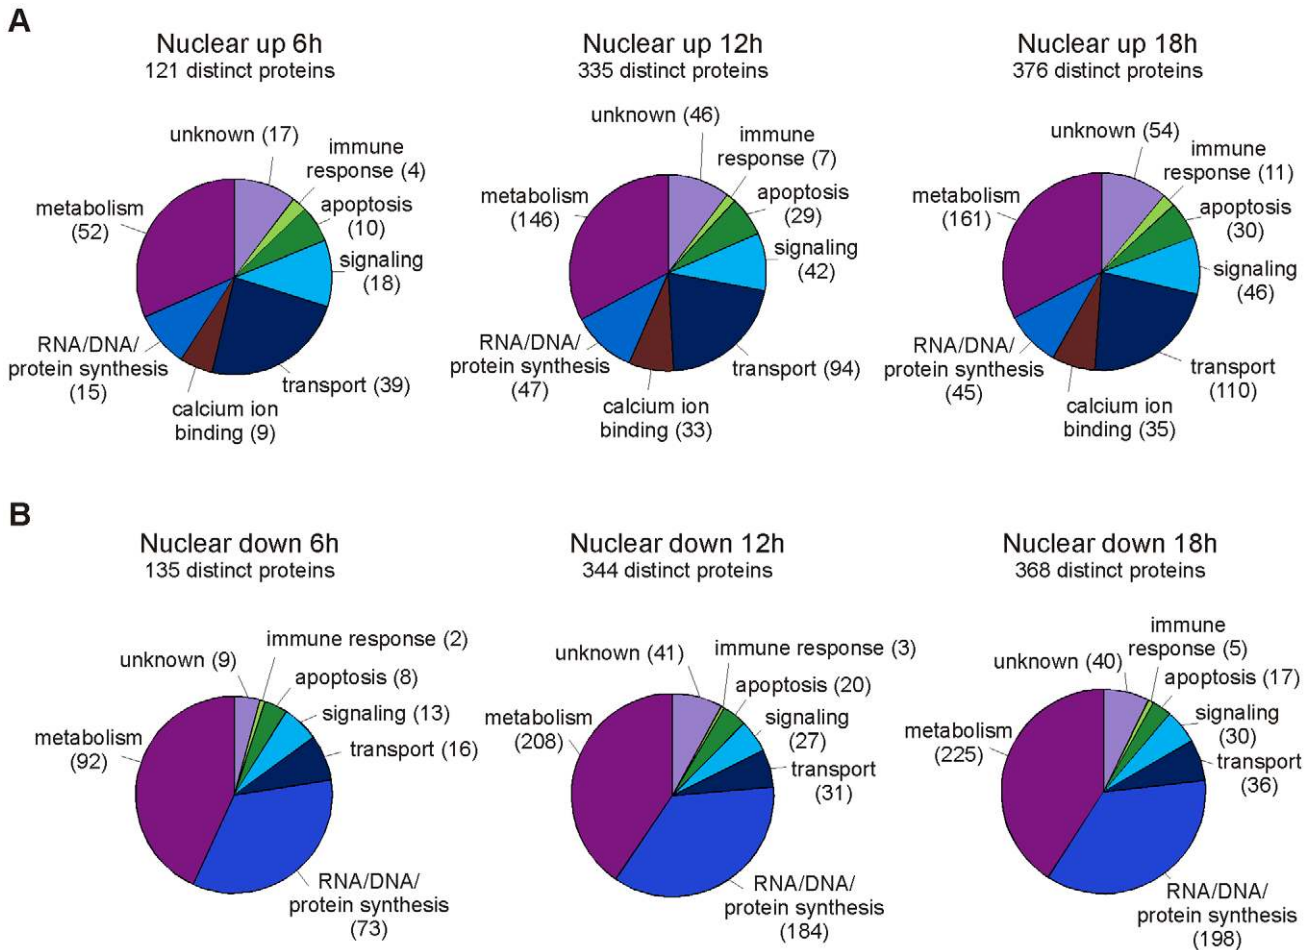 A
Nuclear up 6h
121 distinct proteins
unknown (17)
immune
response (4)
apoptosis
(10)
signaling
(18)
transport (39)
calcium ion
binding (9)
RNA/DNA/
protein synthesis
(15)
metabolism
(52)
Nuclear up 12h
335 distinct proteins
unknown (46)
immune
response (7)
apoptosis
(29)
signaling
(42)
transport (94)
calcium ion
binding (33)
RNA/DNA/
protein synthesis
(47)
metabolism
(146)
Nuclear up 18h
376 distinct proteins
unknown (54)
immune
response (11)
apoptosis
(30)
signaling
(46)
transport
(110)
calcium ion
binding (35)
RNA/DNA/
protein synthesis
(45)
metabolism
(161)
B
Nuclear down 6h
135 distinct proteins
unknown (9)
immune response (2)
apoptosis (8)
signaling (13)
transport (16)
RNA/DNA/
protein synthesis
(73)
metabolism
(92)
Nuclear down 12h
344 distinct proteins
unknown (41)
immune response (3)
apoptosis (20)
signaling
(27)
transport
(31)
RNA/DNA/
protein synthesis
(184)
metabolism
(208)
Nuclear down 18h
368 distinct proteins
unknown (40)
immune
response (5)
apoptosis (17)
signaling
(30)
transport
(36)
RNA/DNA/
protein synthesis
(198)
metabolism
(225)